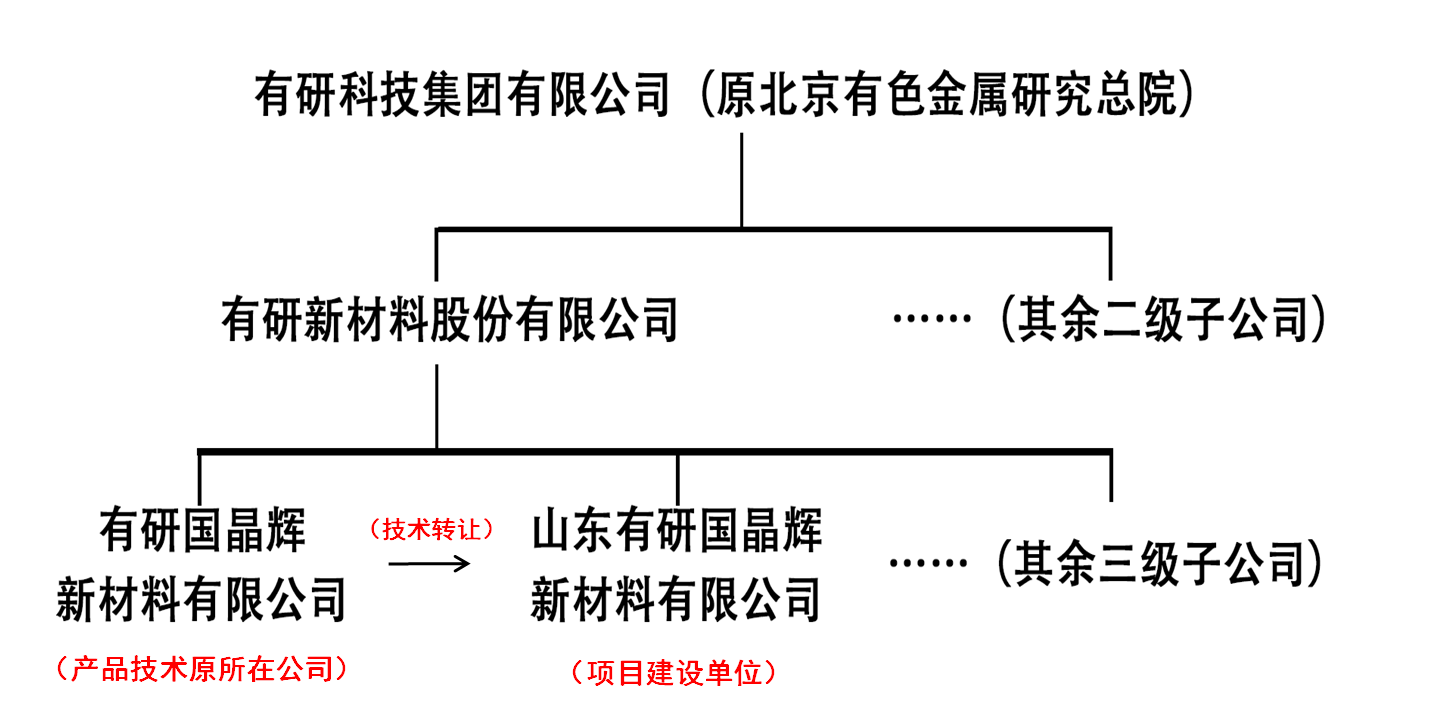 有研科技集团有限公司（原北京有色金属研究总院）
有研新材料股份有限公司
……（其余二级子公司）
有研国晶辉
新材料有限公司
（产品技术原所在公司）
（技术转让）
山东有研国晶辉
新材料有限公司
（项目建设单位）
……（其余三级子公司）